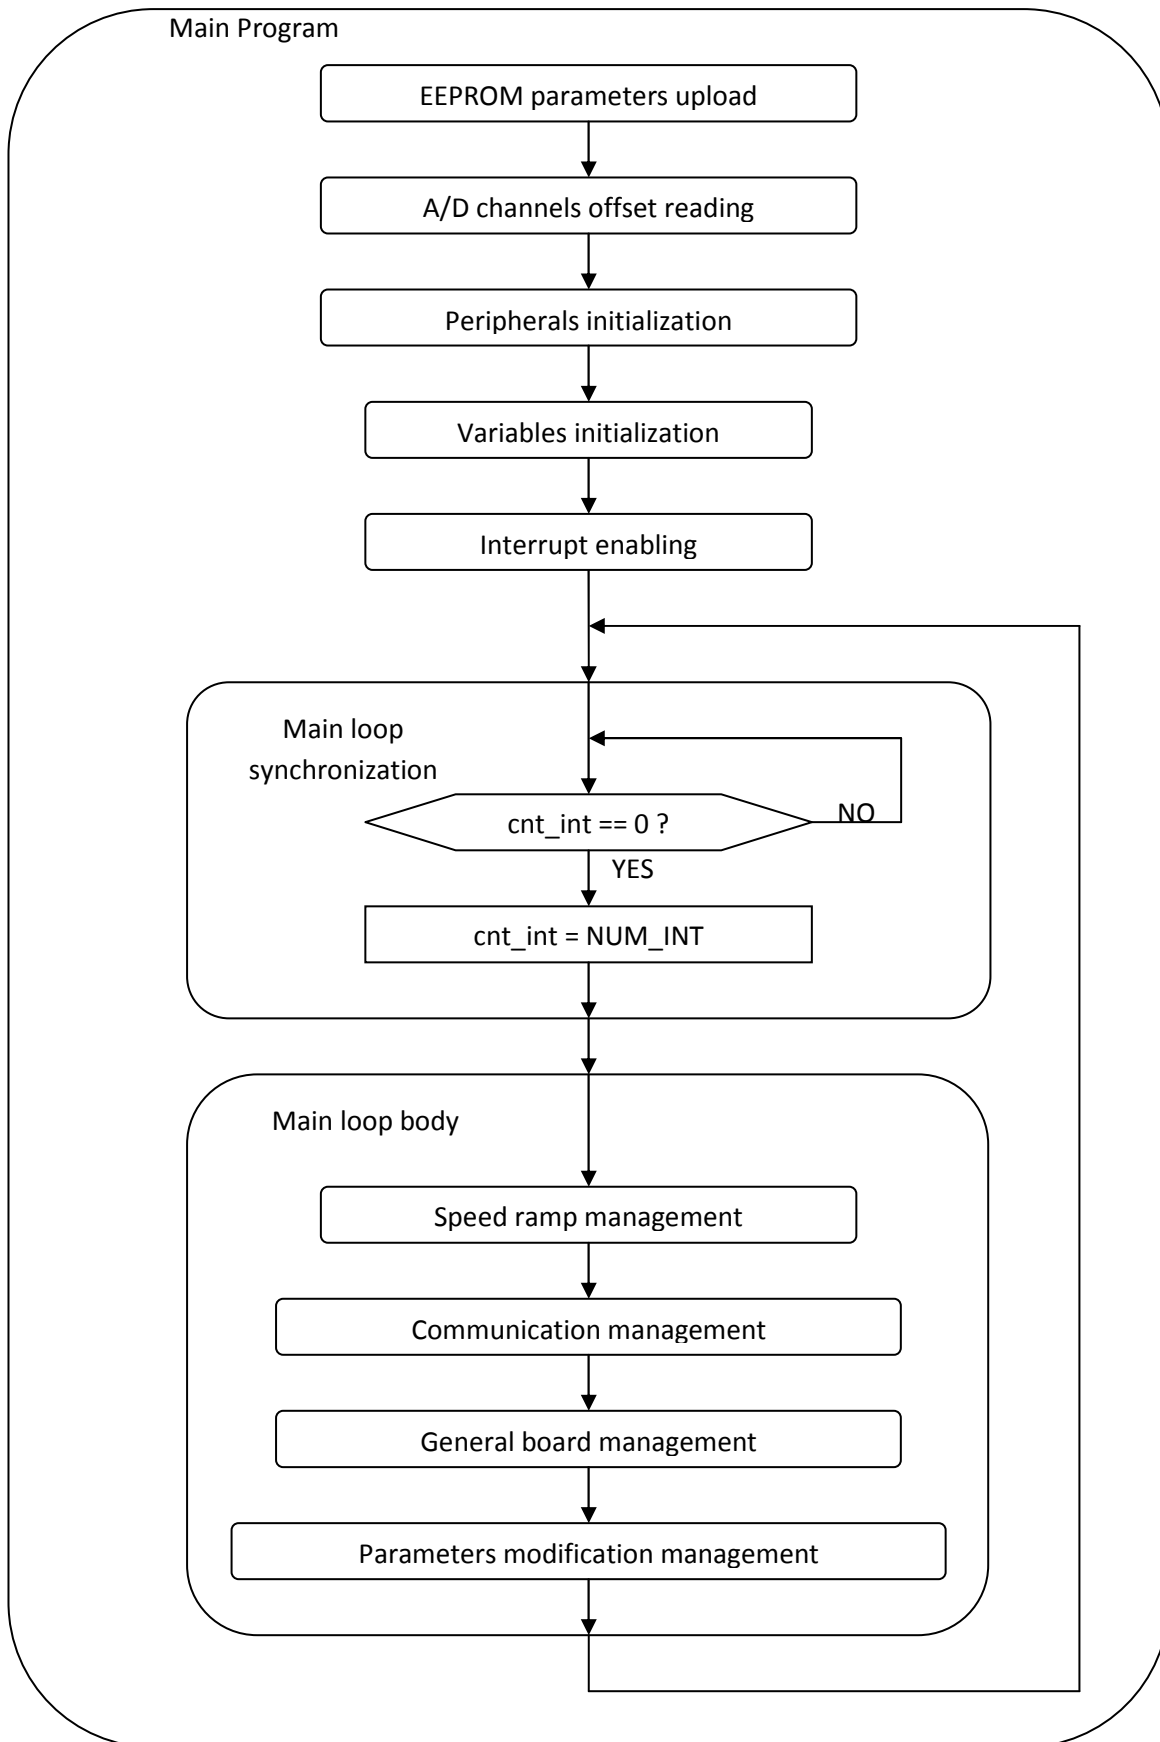 Main Program
EEPROM parameters upload
A/D channels offset reading
Peripherals initialization
Variables initialization
Interrupt enabling
Main loop
synchronization
cnt_int == 0 ?
NO
YES
cnt_int = NUM_INT
Main loop body
Speed ramp management
Communication management
General board management
Parameters modification management